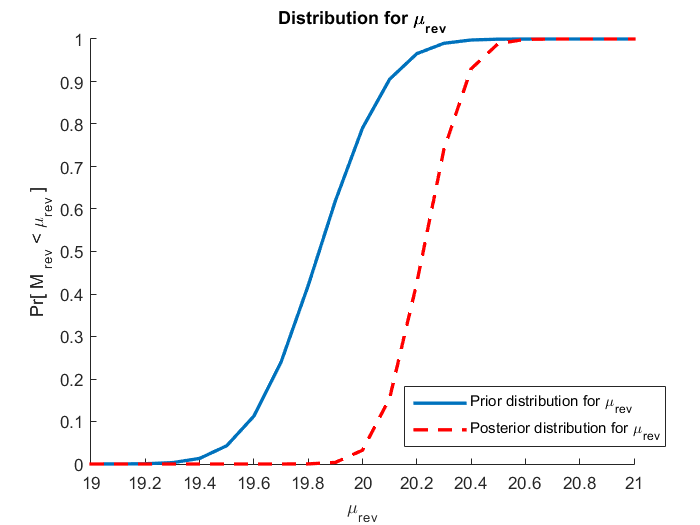 Distribution for μrev
Pr[ M rev < μrev ]
1
0.9
0.8
0.7
0.6
0.5
0.4
0.3
0.2
0.1
0
19 19.2 19.4 19.6 19.8 20 20.2 20.4 20.6 20.8 21
μrev
Prior distribution for μrev
Posterior distribution for μrev